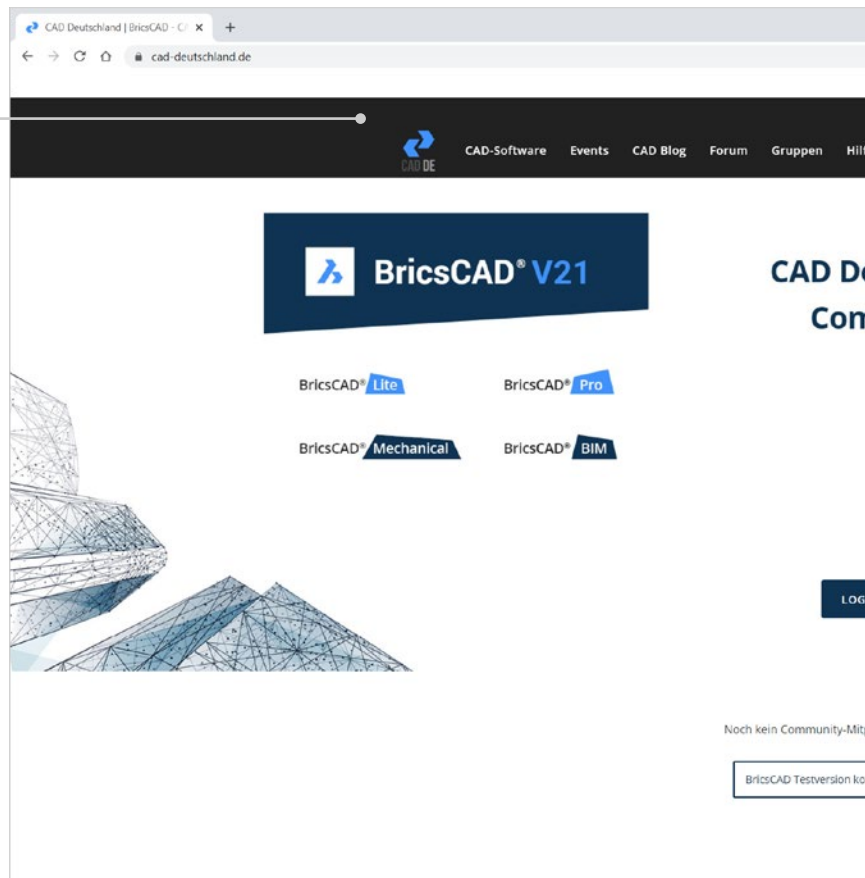 CAD Deutschland | BricsCAD - C
cad-deutschland.de
CAD DE
CAD-Software Events CAD Blog Forum Gruppen Hil
BricsCAD® V21
CAD De
Com
BricsCAD® Lite
BricsCAD® Pro
BricsCAD® Mechanical
BricsCAD® BIM
LOG
Noch kein Community-Mit
BricsCAD Testversion ko